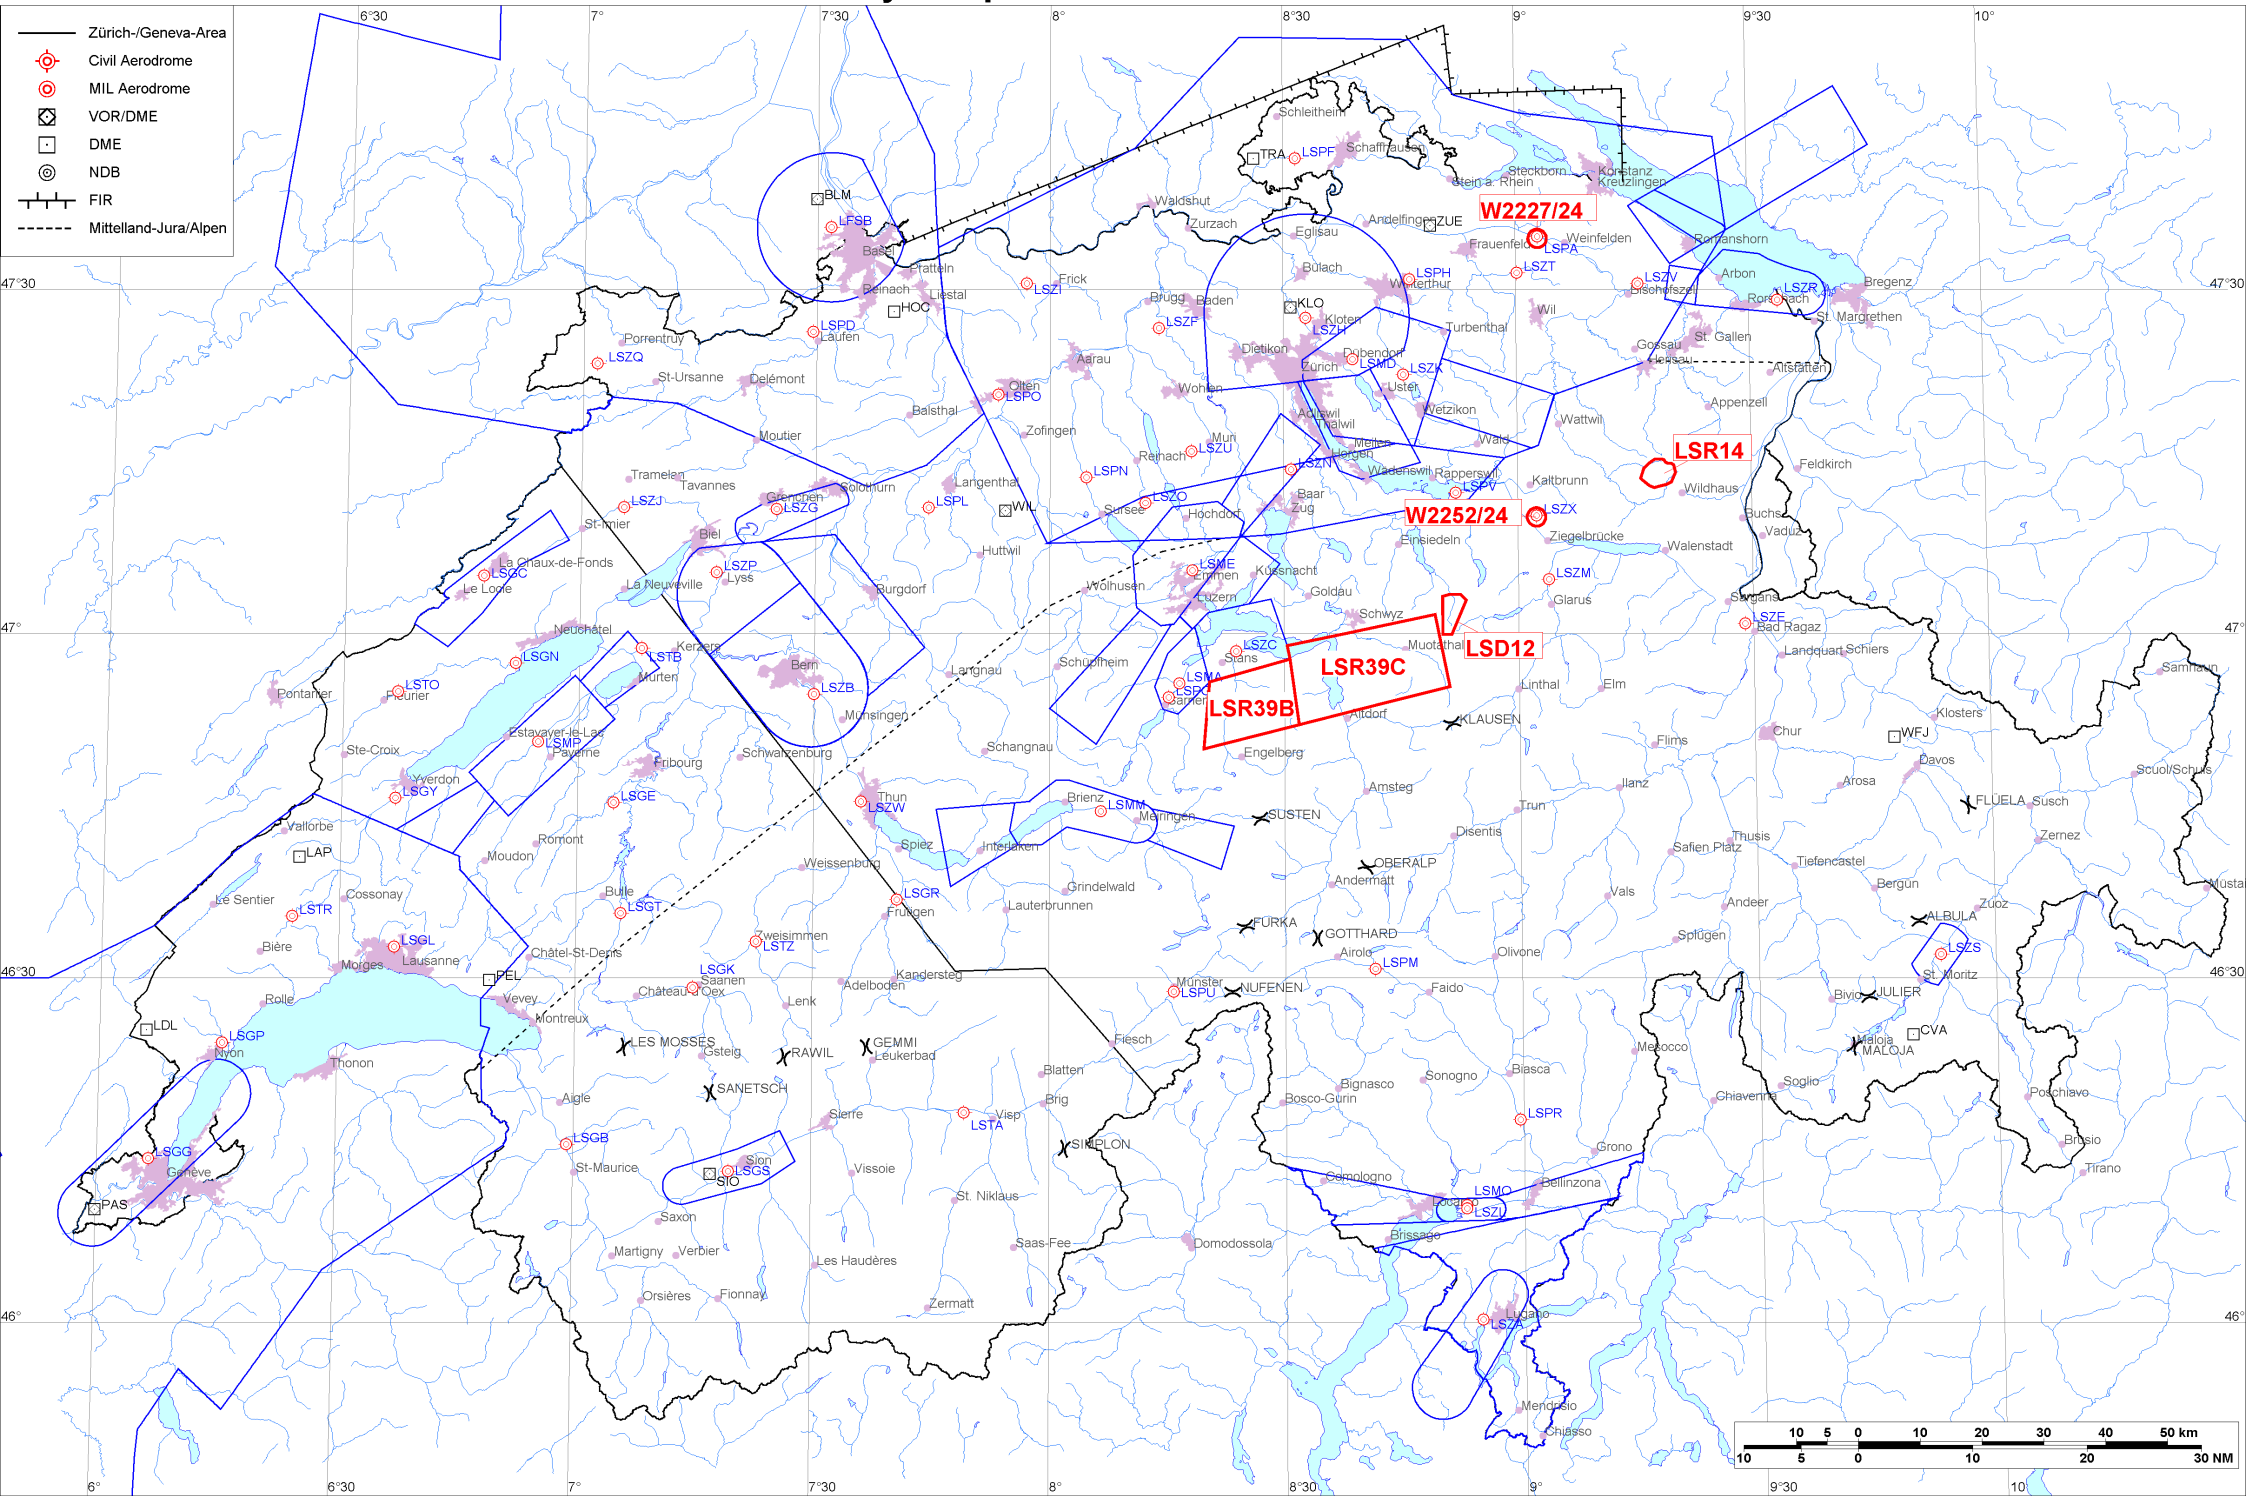 6°30
7°
7°30
8°
8°30
9°
9°30
10°
Zürich-/Geneva-Area
Civil Aerodrome
MIL Aerodrome
VOR/DME
DME
NDB
FIR
Mittelland-Jura/Alpen
Schleitheim
TRA
LSPF
Schaffhausen
Steckborn
Stein a. Rhein
Konstanz
Kreuzlingen
BLM
LFSB
Basel
Waldshut
Zurzach
Eglisau
Andelfingen
ZUE
W2227/24
LSPA
Weinfelden
Frauenfeld
Romanshorn
Pratteln
Reinach
Liestal
HOC
LSZI
Frick
Bülach
LSPH
Winterthur
LSZT
LSZV
Bischofszell
Arbon
LSZR
Rorschach
Bregenz
St. Margrethen
47°30
47°30
LSPD
Laufen
Brugg
Baden
LSZF
KLO
Kloten
LSZH
Turbenthal
Wil
St. Gallen
Gossau
Herisau
Altstätten
Porrentruy
LSZQ
St-Ursanne
Delémont
Aarau
Dietikon
Zürich
Dübendorf
LSMD
LSZK
Uster
Olten
LSPO
Wohlen
Wetzikon
Balsthal
Appenzell
Wattwil
Adliswil
Thalwil
Zofingen
Moutier
Muri
LSZU
Meilen
Horgen
Wald
LSR14
Reinach
LSPN
LSZN
Wädenswil
Rapperswil
Feldkirch
Tramelan
Tavannes
Langenthal
Solothurn
Grenchen
LSZG
LSZJ
LSPL
WIL
LSZO
Baar
Zug
LSPV
Kaltbrunn
Wildhaus
Sursee
Hochdorf
W2252/24
LSZX
Buchs
Vaduz
St-Imier
Biel
Huttwil
Einsiedeln
Ziegelbrücke
Walenstadt
La Chaux-de-Fonds
LSGC
Le Locle
LSZP
Lyss
La Neuveville
Burgdorf
Wolhusen
LSME
Emmen
Küssnacht
Luzern
Goldau
LSZM
Glarus
Sargans
LSZE
Bad Ragaz
Schwyz
47°
47°
Neuchâtel
LSGN
LSTB
Kerzers
Murten
Bern
LSZB
Langnau
Schüpfheim
LSZC
Stans
Muotathal
LSD12
LSR39C
LSR39B
LSMA
Landquart
Schiers
Samnaun
Pontarlier
LSTO
Fleurier
Linthal
Elm
Münsingen
Altdorf
KLAUSEN
Klosters
Estavayer-le-Lac
LSMP
Payerne
Ste-Croix
Schwarzenburg
Schangnau
Engelberg
Flims
Chur
WFJ
Davos
Fribourg
Yverdon
LSGY
LSGE
Thun
LSZW
Brienz
LSMM
Meiringen
SUSTEN
Amsteg
Trun
Ilanz
Arosa
Scuol/Schuls
FLÜELA
Susch
Vallorbe
LAP
Romont
Moudon
Spiez
Interlaken
Weissenburg
Disentis
OBERALP
Safien Platz
Thusis
Tiefencastel
Zernez
Le Sentier
Cossonay
Bulle
LSGR
Frutigen
Grindelwald
Lauterbrunnen
Andermatt
Vals
Bergun
Andeer
Zuoz
LSTR
LSGT
Zweisimmen
LSTZ
FURKA
GOTTHARD
ALBULA
LSZS
Bière
LSGL
Lausanne
Morges
Châtel-St-Denis
LSGK
Saanen
Château-d'Oex
Adelboden
Kandersteg
Airolo
LSPM
Olivone
Splugen
St. Moritz
46°30
46°30
PEL
Vevey
Rolle
Lenk
Münster
LSPU
NUFENEN
Faido
Bivio
JULIER
CVA
Maloja
MALOJA
LDL
LSGP
Nyon
Montreux
Thonon
LES MOSSES
Gsteig
RAWIL
GEMMI
Leukerbad
Fiesch
Mesocco
SANETSCH
Blatten
Brig
Bignasco
Sonogno
Biasca
Soglio
Chiavenna
Poschiavo
Aigle
Sierre
LSTA
Visp
Bosco-Gurin
LSPR
SIMPLON
LSGB
St-Maurice
Sion
LSGS
SIO
Vissoie
Grono
Brusio
Tirano
LSGG
Genève
PAS
Comologno
LSMO
Locarno
LSZL
Bellinzona
St. Niklaus
Saxon
Martigny
Verbier
Saas-Fee
Les Haudères
Domodossola
Brissago
Orsières
Fionnay
Zermatt
Lugano
LSZA
46°
46°
Mendrisio
Chiasso
10 5 0 10 20 30 40 50 km
10 5 0 10 20 30 NM
6°
6°30
7°
7°30
8°
8°30
9°
9°30
10°